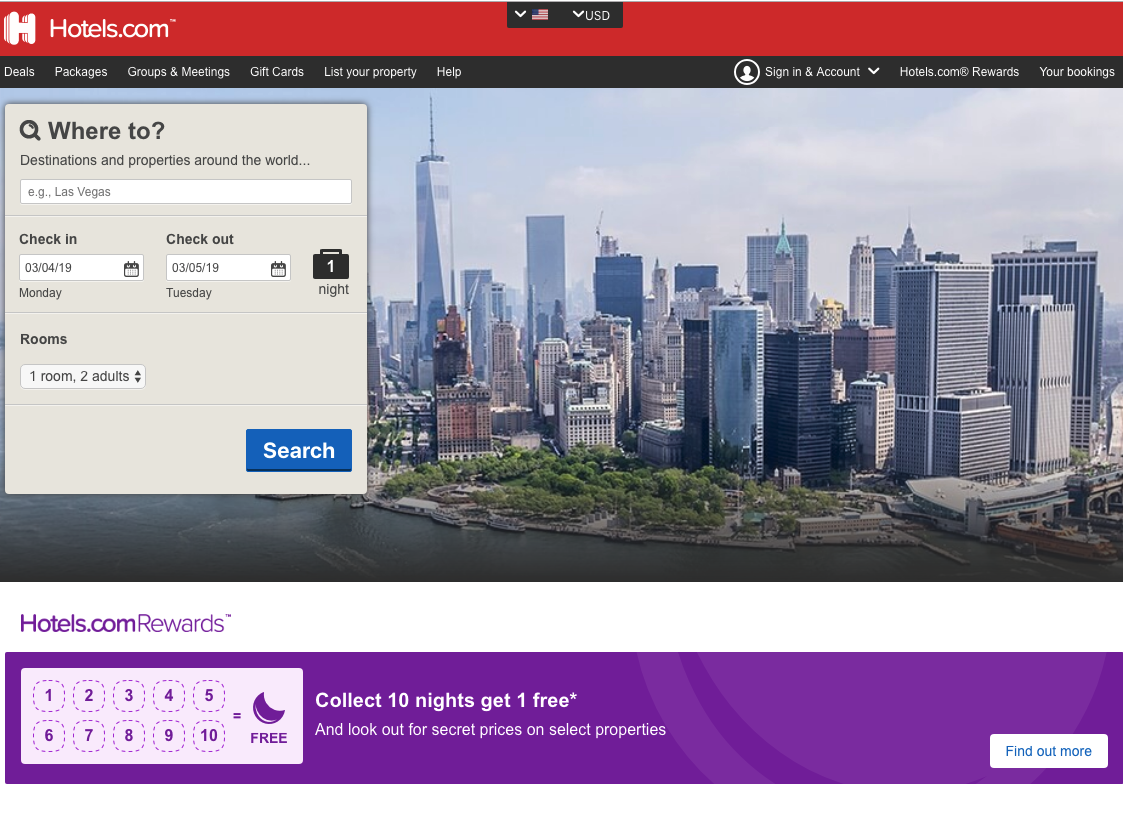 Hotels.com™
USD
Deals Packages Groups & Meetings Gift Cards List your property Help Sign in & Account Hotels.com® Rewards Your bookings
Where to?
Destinations and properties around the world...
e.g., Las Vegas
Check in Check out
03/04/19 03/05/19 1
Monday Tuesday night
Rooms
1 room, 2 adults
Search
Hotels.com Rewards™
1 2 3 4 5
6 7 8 9 10
= FREE
Collect 10 nights get 1 free*
And look out for secret prices on select properties
Find out more